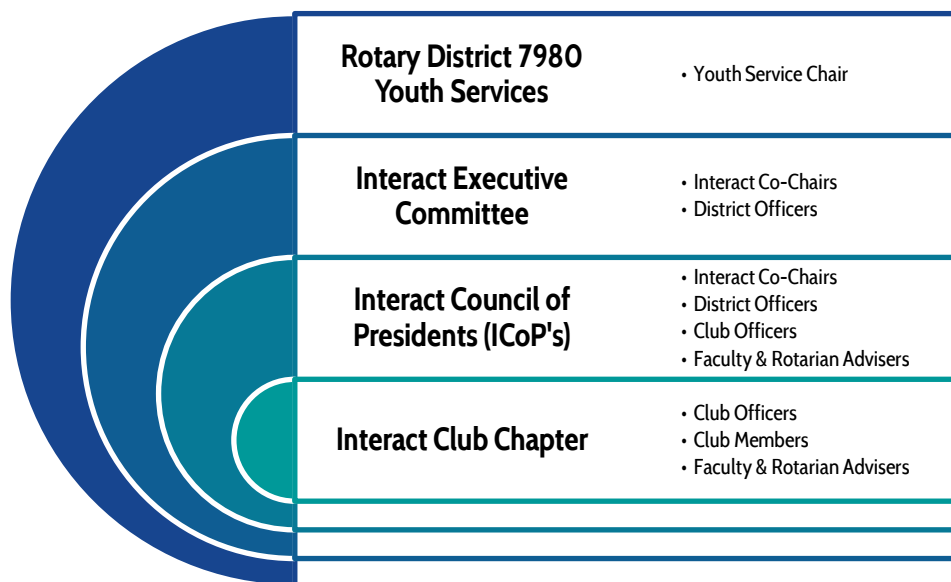 Rotary District 7980
Youth Services
• Youth Service Chair
Interact Executive
Committee
• Interact Co-Chairs
• District Officers
Interact Council of
Presidents (ICoP's)
• Interact Co-Chairs
• District Officers
• Club Officers
• Faculty & Rotarian Advisers
Interact Club Chapter
• Club Officers
• Club Members
• Faculty & Rotarian Advisers